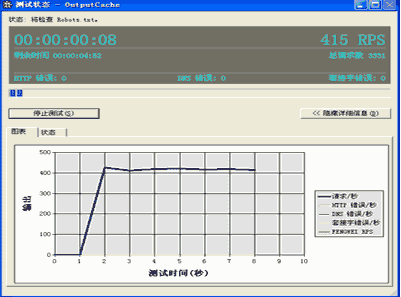 测试状态 - OutputCache
状态: 将检查 Robots.txt。
00:00:00:08 415 RPS
剩余时间 00:00:04:52 总请求数 3331
HTTP 错误: 0 DNS 错误: 0 套接字错误: 0
停止测试(S) << 隐藏详细信息(D)
图表 状态
500
400
300
200
100
0
输出
0 1 2 3 4 5 6 7 8 9 10
测试时间(秒)
请求/秒
HTTP 错误/秒
DNS 错误/秒
套接字错误/秒
PENGWEI RPS